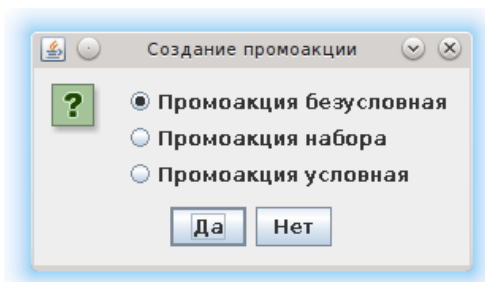 Создание промоакции
?
Промоакция безусловная
Промоакция набора
Промоакция условная
Да Нет